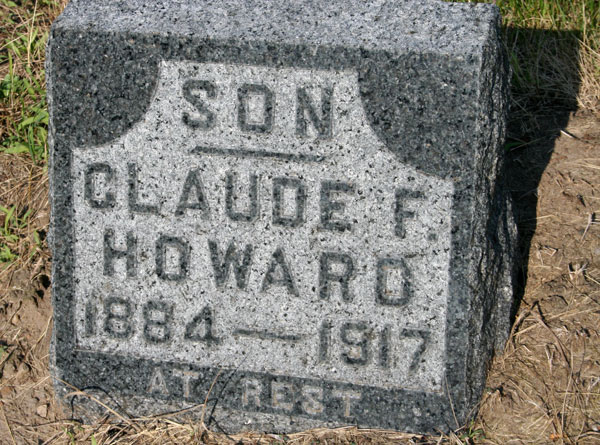 SON
CLAUDE F.
HOWARD
1884 — 1917
AT REST